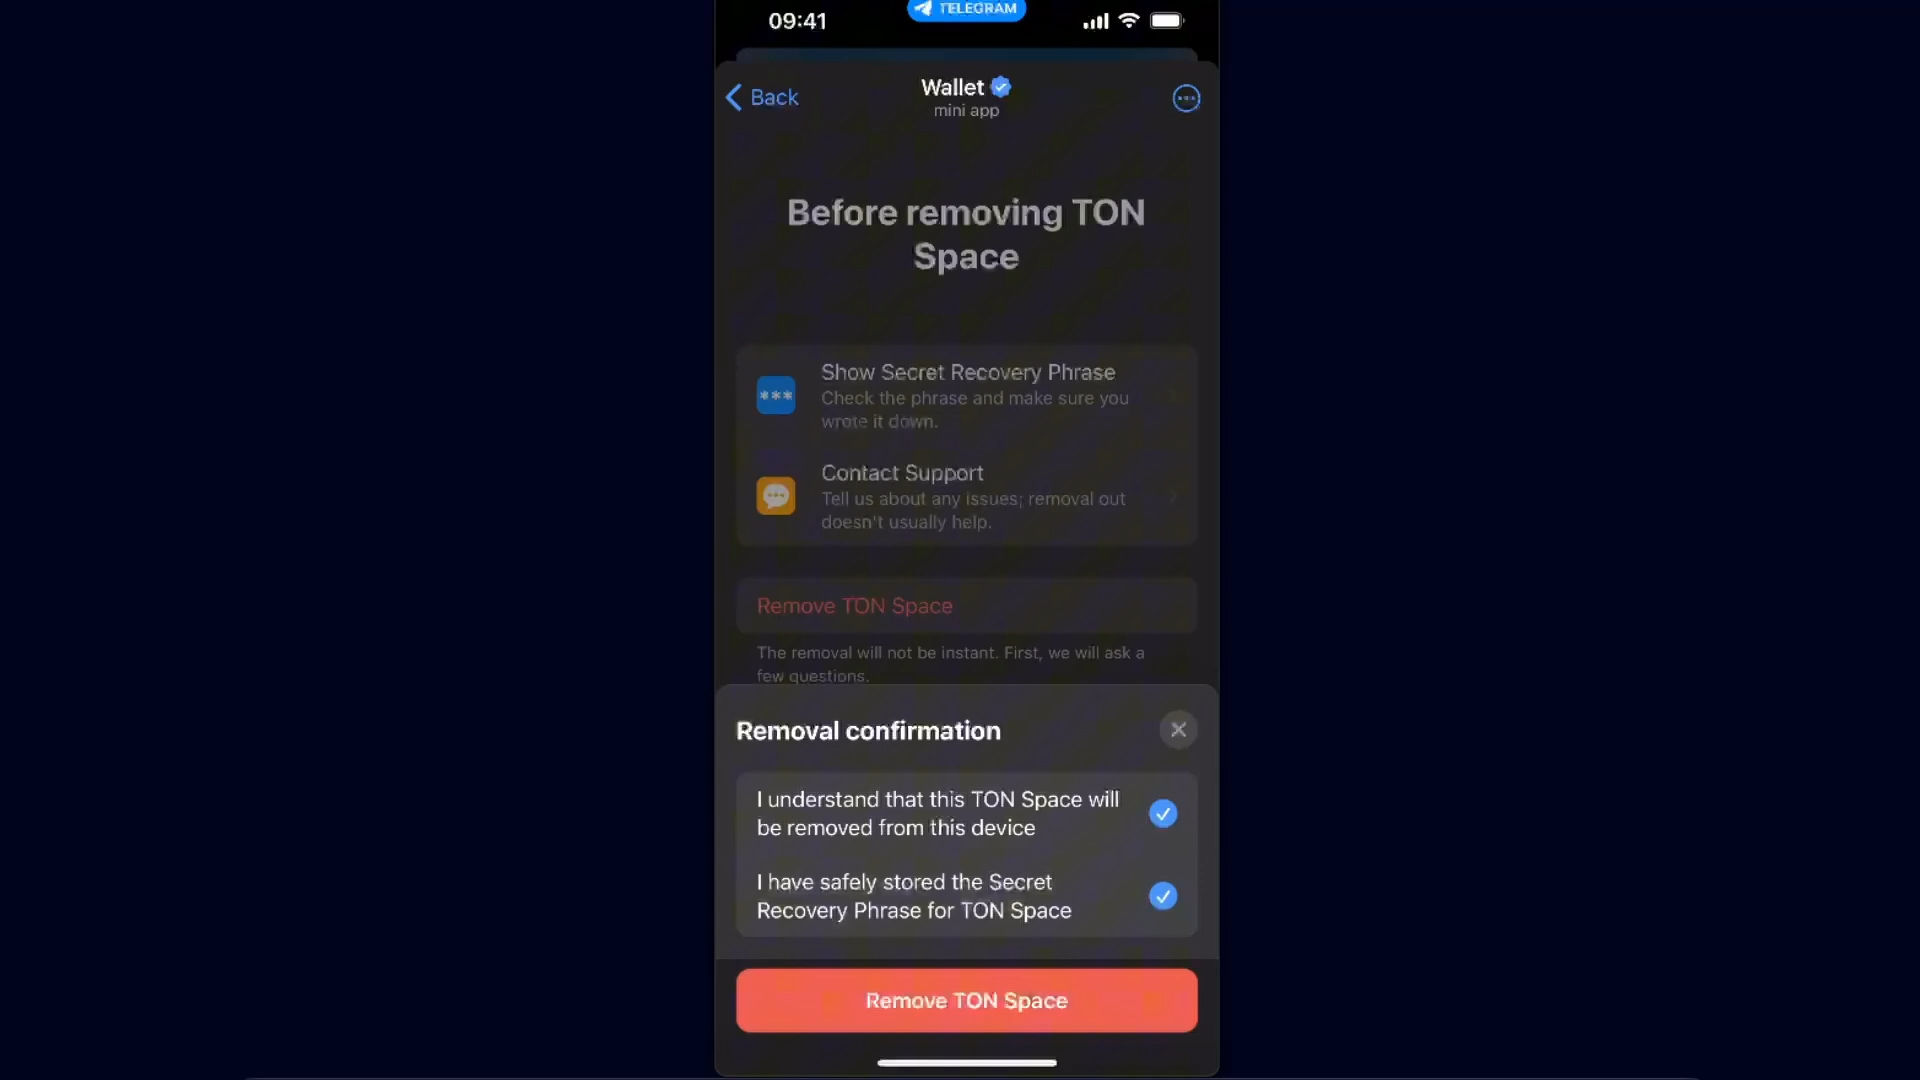 09:41
TELEGRAM
Back
Wallet
mini app
Before removing TON
Space
Show Secret Recovery Phrase
Check the phrase and make sure you
wrote it down.
Contact Support
Tell us about any issues; removal out
doesn't usually help.
Remove TON Space
The removal will not be instant. First, we will ask a
few questions.
Removal confirmation
I understand that this TON Space will
be removed from this device
I have safely stored the Secret
Recovery Phrase for TON Space
Remove TON Space